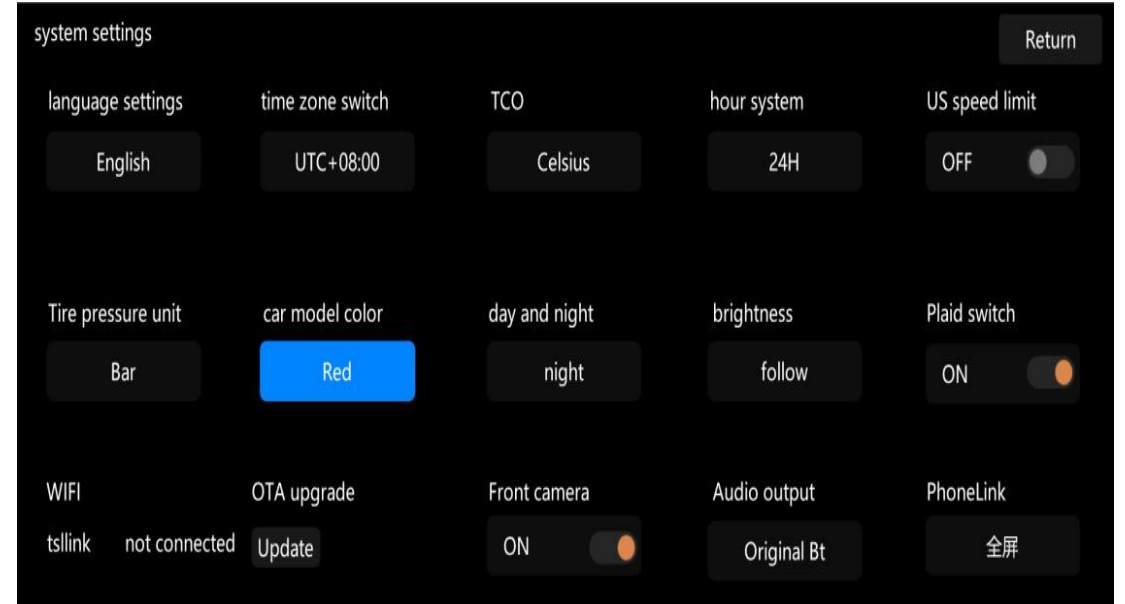 system settings
Return
language settings
time zone switch
TCO
hour system
US speed limit
English
UTC+08:00
Celsius
24H
OFF
Tire pressure unit
car model color
day and night
brightness
Plaid switch
Bar
Red
night
follow
ON
WIFI
OTA upgrade
Front camera
Audio output
PhoneLink
tsllink not connected
Update
ON
Original Bt
全屏